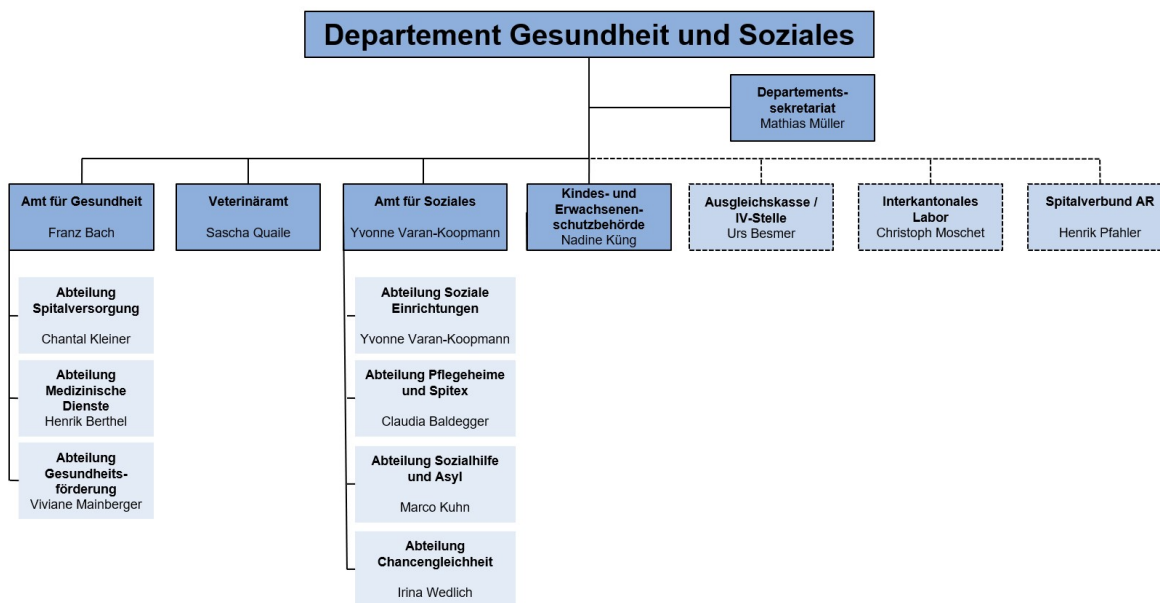 Departement Gesundheit und Soziales
Departements-
sekretariat
Mathias Müller
Amt für Gesundheit
Franz Bach
Veterinäramt
Sascha Quaile
Amt für Soziales
Yvonne Varan-Koopmann
Kindes- und
Erwachsenen-
schutzbehörde
Nadine Küng
Ausgleichskasse /
IV-Stelle
Urs Besmer
Interkantonales
Labor
Christoph Moschet
Spitalverbund AR
Henrik Pfahler
Abteilung
Spitalversorgung
Chantal Kleiner
Abteilung
Medizinische
Dienste
Henrik Berthel
Abteilung
Gesundheits-
förderung
Viviane Mainberger
Abteilung Soziale
Einrichtungen
Yvonne Varan-Koopmann
Abteilung Pflegeheime
und Spitex
Claudia Baldegger
Abteilung Sozialhilfe
und Asyl
Marco Kuhn
Abteilung
Chancengleichheit
Irina Wedlich